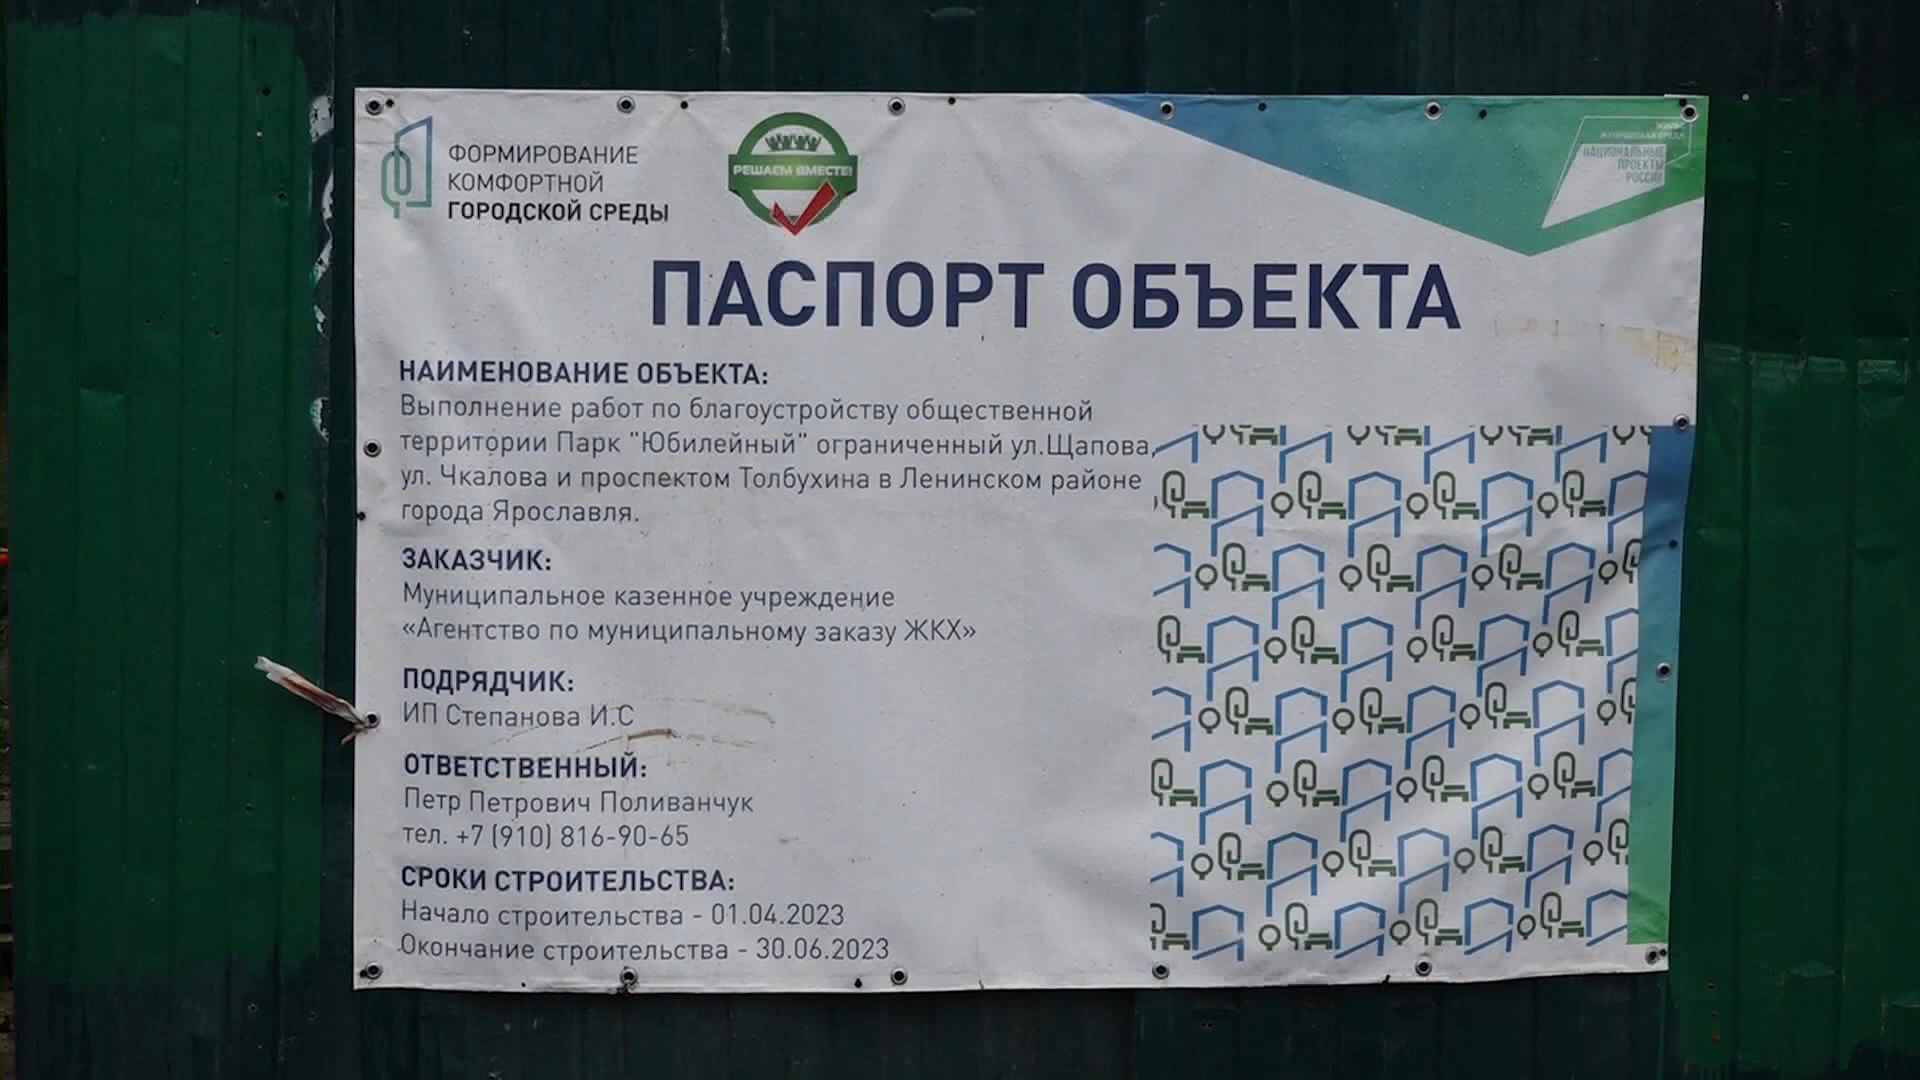 ФОРМИРОВАНИЕ
КОМФОРТНОЙ
ГОРОДСКОЙ СРЕДЫ
РЕШАЕМ ВМЕСТЕ!
НАЦИОНАЛЬНЫЕ
ПРОЕКТЫ
РОССИИ
ПАСПОРТ ОБЪЕКТА
НАИМЕНОВАНИЕ ОБЪЕКТА:
Выполнение работ по благоустройству общественной
территории Парк "Юбилейный" ограниченный ул.Щапова,
ул. Чкалова и проспектом Толбухина в Ленинском районе
города Ярославля.
ЗАКАЗЧИК:
Муниципальное казенное учреждение
«Агентство по муниципальному заказу ЖКХ»
ПОДРЯДЧИК:
ИП Степанова И.С
ОТВЕТСТВЕННЫЙ:
Петр Петрович Поливанчук
тел. +7 (910) 816-90-65
СРОКИ СТРОИТЕЛЬСТВА:
Начало строительства - 01.04.2023
Окончание строительства - 30.06.2023